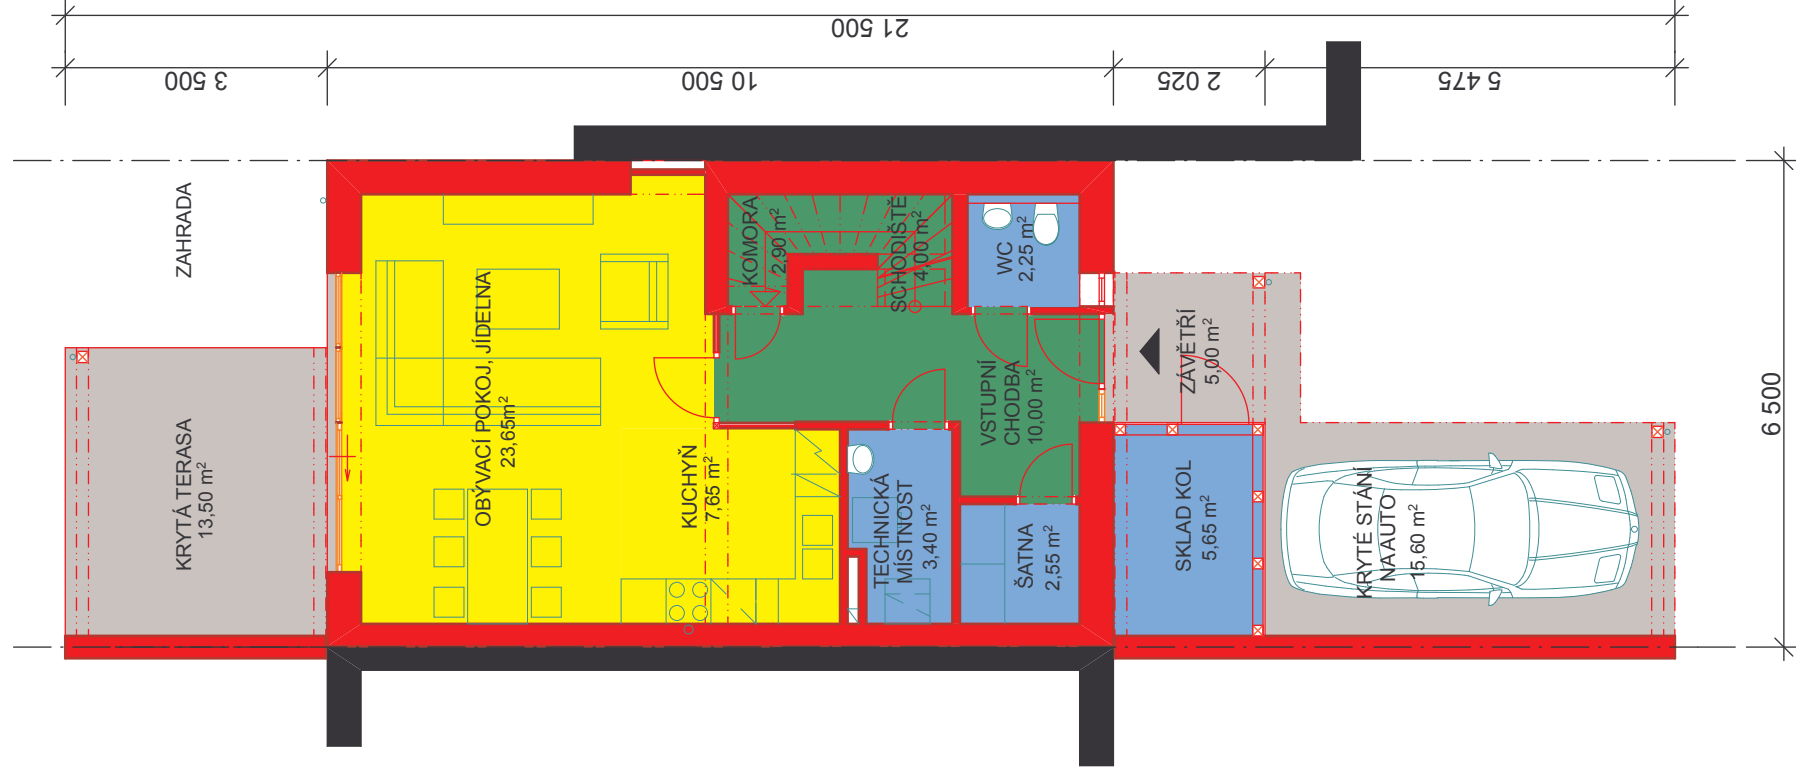 21 500
3 500
10 500
2 025
5 475
6 500
ZAHRADA
KRYTÁ TERASA
13,50 m²
OBÝVACÍ POKOJ, JÍDELNA
23,65m²
KUCHYŇ
7,65 m²
KOMORA
2,90 m²
SCHODIŠTĚ
4,00 m²
WC
2,25 m²
VSTUPNÍ
CHODBA
10,00 m²
TECHNICKÁ
MÍSTNOST
3,40 m²
ŠATNA
2,55 m²
ZÁVĚTŘÍ
5,00 m²
SKLAD KOL
5,65 m²
KRYTÉ STÁNÍ
NA AUTO
15,60 m²